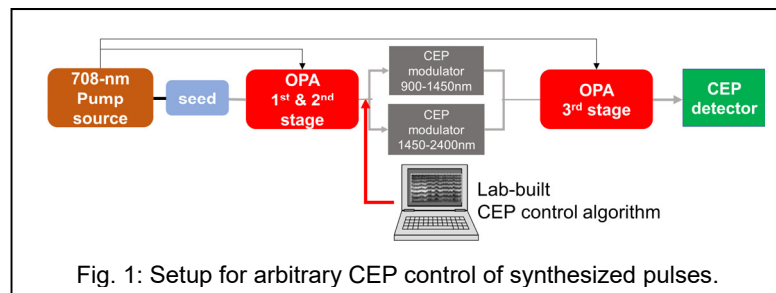 708-nm
Pump
source
seed
OPA
1st & 2nd
stage
CEP
modulator
900-1450nm
CEP
modulator
1450-2400nm
OPA
3rd stage
CEP
detector
Lab-built
CEP control algorithm
Fig. 1: Setup for arbitrary CEP control of synthesized pulses.